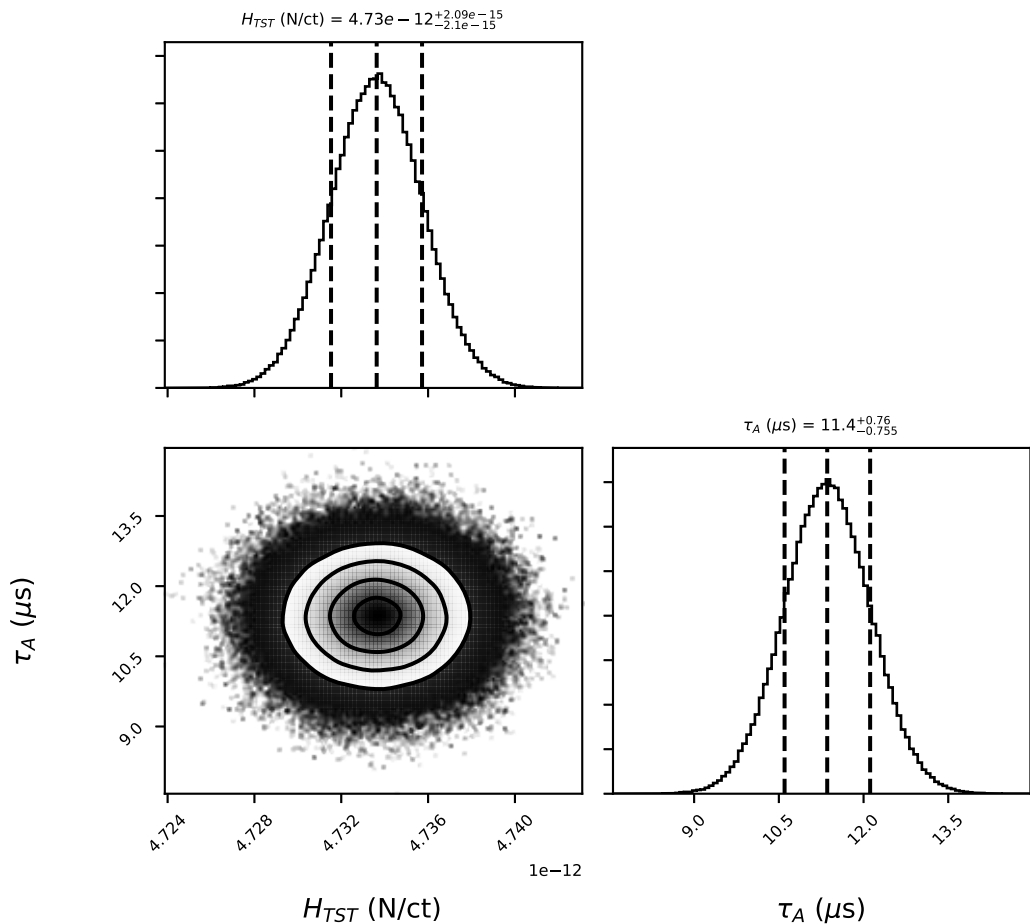 H_TST (N/ct) = 4.73e−12 +2.09e−15 −2.1e−15
τ_A (μs) = 11.4 +0.76 −0.755
13.5
12.0
10.5
9.0
τ_A (μs)
4.724 4.728 4.732 4.736 4.740
9.0 10.5 12.0 13.5
1e−12
H_TST (N/ct)
τ_A (μs)